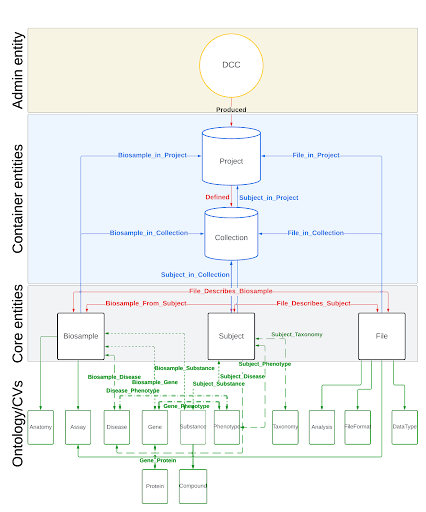 Admin entity
DCC
Produced
Container entities
Biosample_in_Project
File_in_Project
Project
Defined
Subject_in_Project
Biosample_in_Collection
File_in_Collection
Collection
Subject_in_Collection
Core entities
File_Describes_Biosample
Biosample_From_Subject
File_Describes_Subject
Biosample
Subject
File
Subject_Taxonomy
Ontology/CVs
Subject_Phenotype
Biosample_Substance
Biosample_Disease
Subject_Disease
Biosample_Gene
Subject_Substance
Disease_Phenotype
Gene_Phenotype
Anatomy
Assay
Disease
Gene
Substance
Phenotype
Taxonomy
Analysis
FileFormat
DataType
Gene_Protein
Protein
Compound